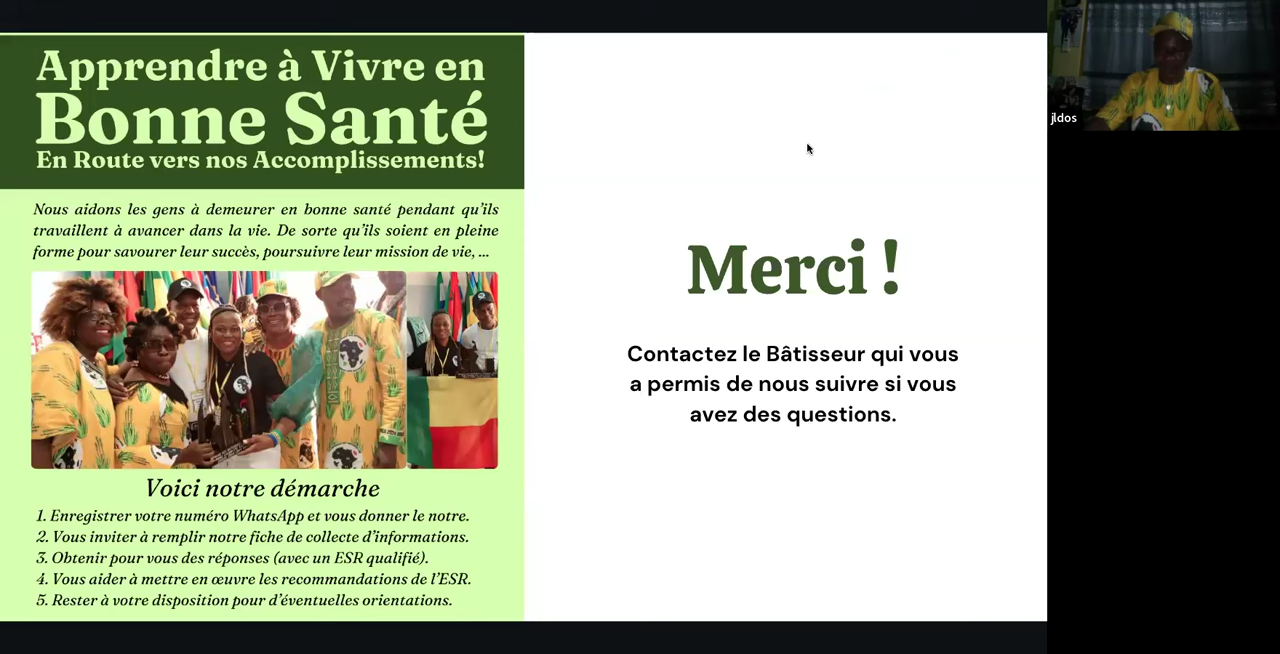 Apprendre à Vivre en
Bonne Santé
En Route vers nos Accomplissements!
Nous aidons les gens à demeurer en bonne santé pendant qu'ils
travaillent à avancer dans la vie. De sorte qu'ils soient en pleine
forme pour savourer leur succès, poursuivre leur mission de vie, ...
Voici notre démarche
1. Enregistrer votre numéro WhatsApp et vous donner le notre.
2. Vous inviter à remplir notre fiche de collecte d'informations.
3. Obtenir pour vous des réponses (avec un ESR qualifié).
4. Vous aider à mettre en œuvre les recommandations de l'ESR.
5. Rester à votre disposition pour d'éventuelles orientations.
Merci !
Contactez le Bâtisseur qui vous
a permis de nous suivre si vous
avez des questions.
jldos